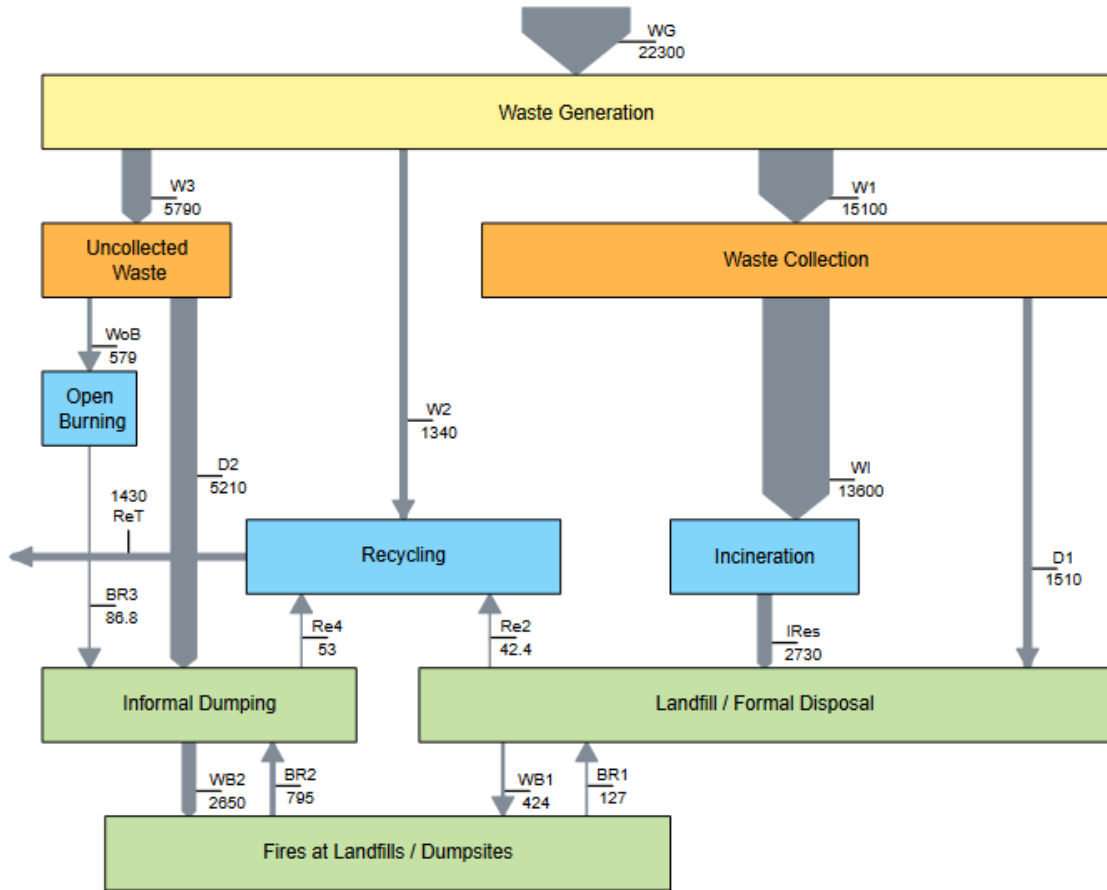 WG
22300
Waste Generation
W3
5790
W1
15100
Uncollected
Waste
Waste Collection
WoB
579
Open
Burning
W2
1340
D2
5210
WI
13600
1430
ReT
Recycling
Incineration
D1
1510
BR3
86.8
Re4
53
Re2
42.4
IRes
2730
Informal Dumping
Landfill / Formal Disposal
WB2
2650
BR2
795
WB1
424
BR1
127
Fires at Landfills / Dumpsites